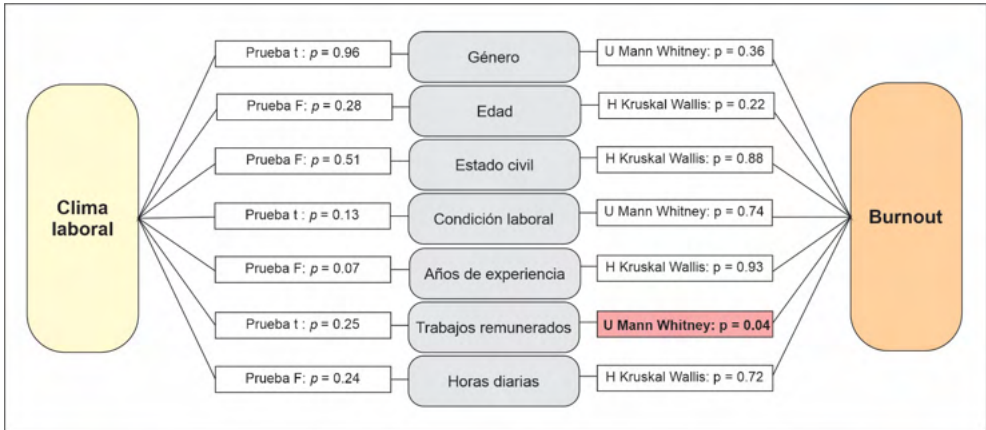 Prueba t : p = 0.96
Género
U Mann Whitney: p = 0.36
Prueba F: p = 0.28
Edad
H Kruskal Wallis: p = 0.22
Prueba F: p = 0.51
Estado civil
H Kruskal Wallis: p = 0.88
Clima
laboral
Prueba t : p = 0.13
Condición laboral
U Mann Whitney: p = 0.74
Burnout
Prueba F: p = 0.07
Años de experiencia
H Kruskal Wallis: p = 0.93
Prueba t : p = 0.25
Trabajos remunerados
U Mann Whitney: p = 0.04
Prueba F: p = 0.24
Horas diarias
H Kruskal Wallis: p = 0.72